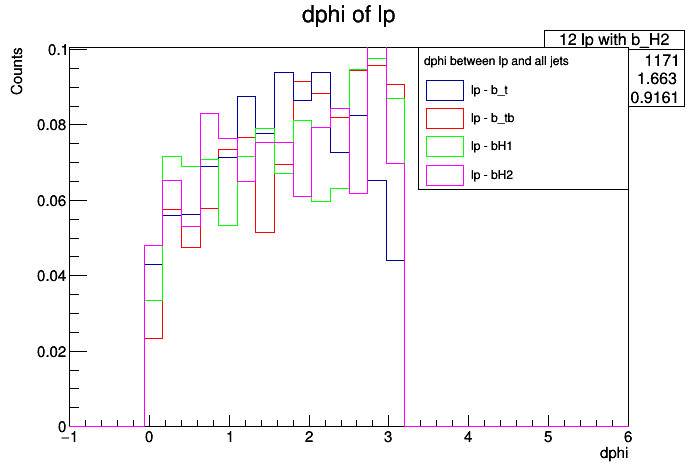 dphi of lp
12 lp with b_H2
1171
1.663
0.9161
dphi between lp and all jets
lp - b_t
lp - b_tb
lp - bH1
lp - bH2
Counts
0.1
0.08
0.06
0.04
0.02
0
−1 0 1 2 3 4 5 6
dphi